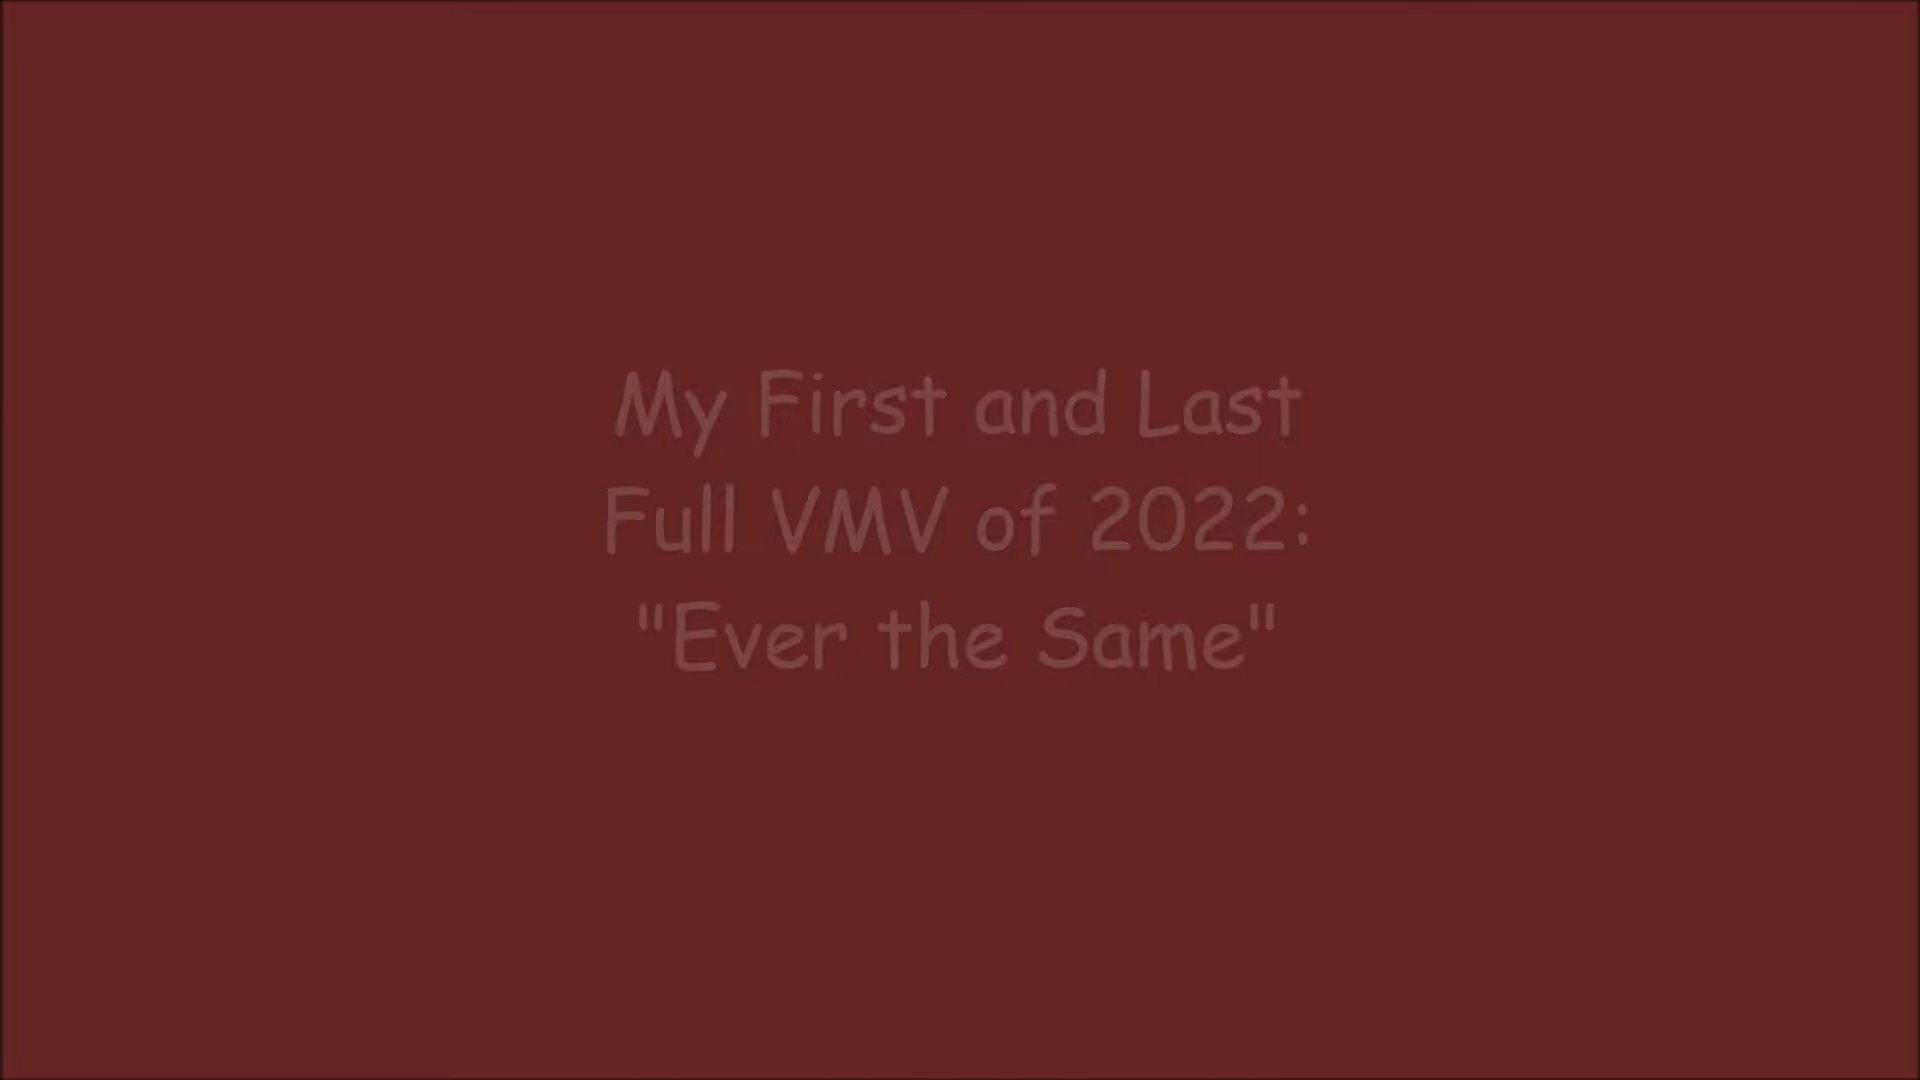 My First and Last
Full VMV of 2022:
"Ever the Same"